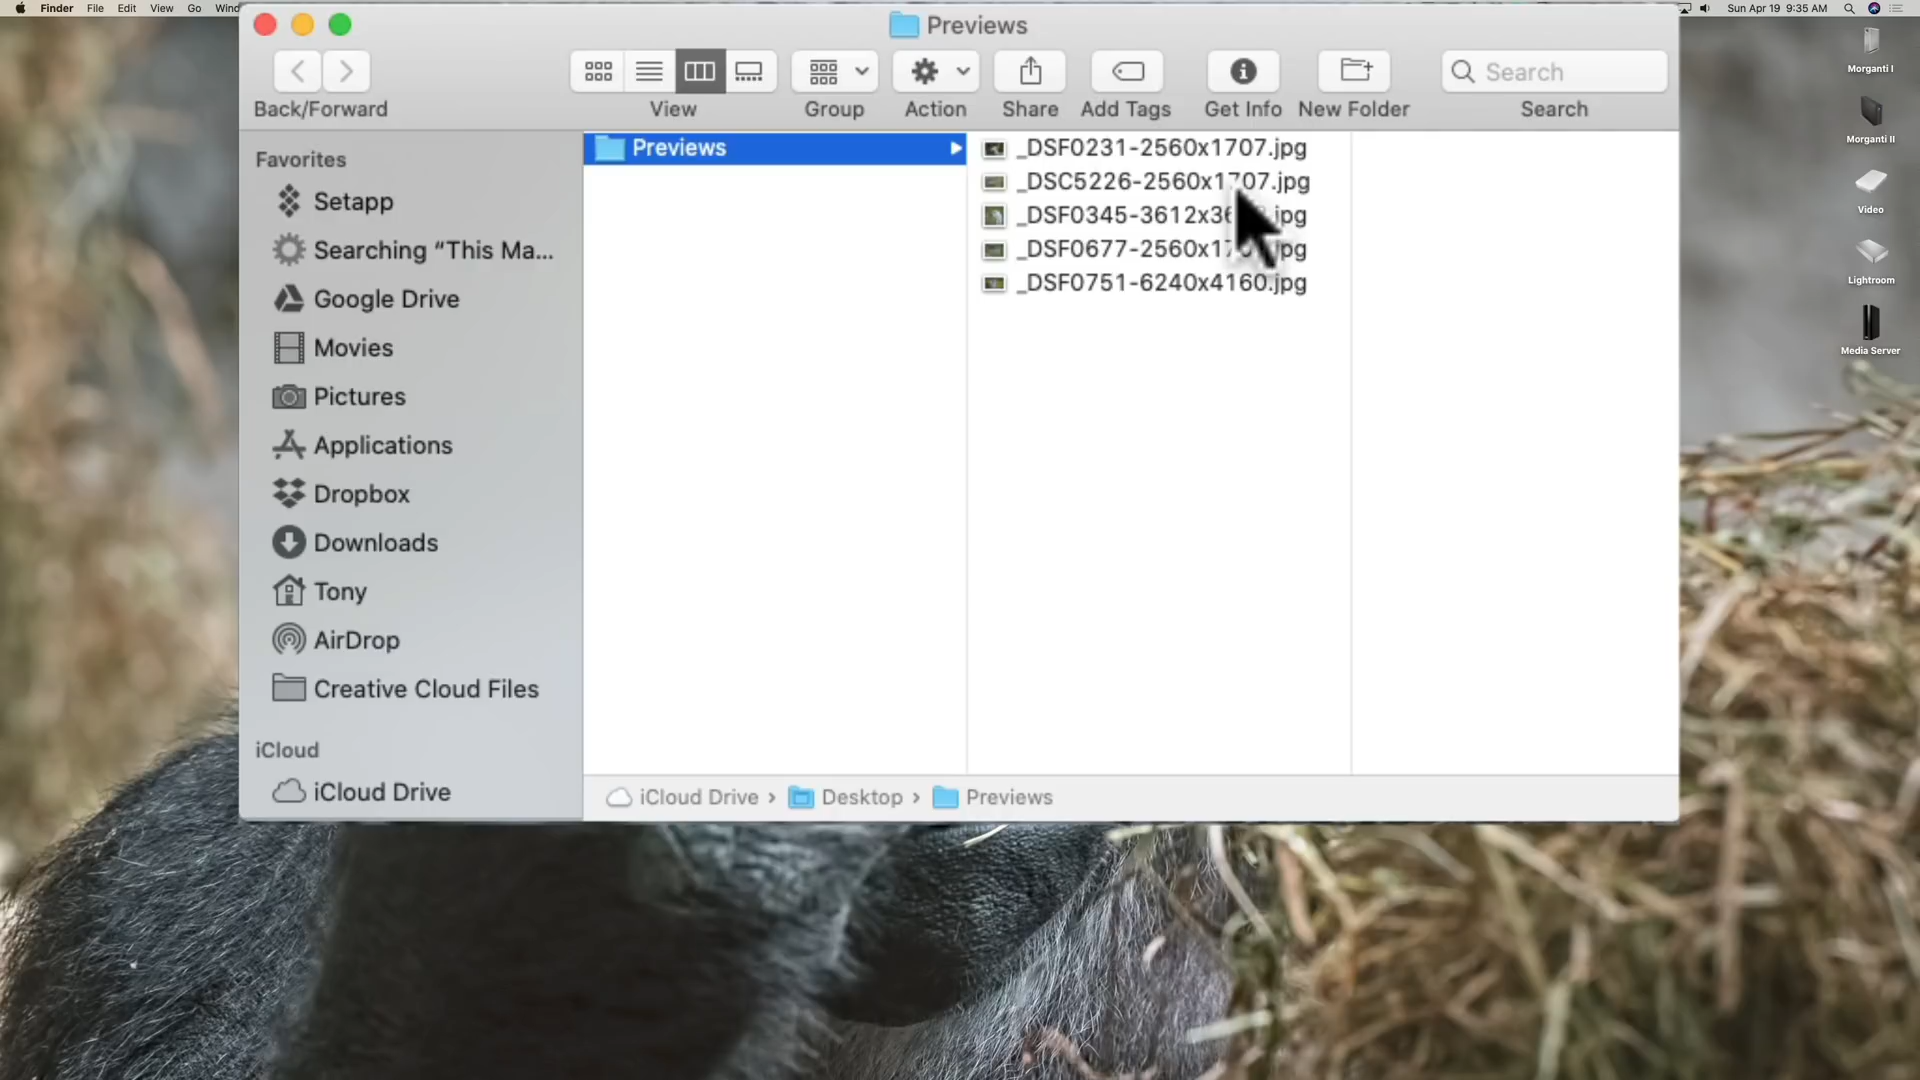 Finder File Edit View Go Wind
Sun Apr 19 9:35 AM
Previews
Search
Back/Forward View Group Action Share Add Tags Get Info New Folder Search
Favorites
Setapp
Searching “This Ma...
Google Drive
Movies
Pictures
Applications
Dropbox
Downloads
Tony
AirDrop
Creative Cloud Files
iCloud
iCloud Drive
Previews
_DSF0231-2560x1707.jpg
_DSC5226-2560x1707.jpg
_DSF0345-3612x36 jpg
_DSF0677-2560x17 jpg
_DSF0751-6240x4160.jpg
iCloud Drive › Desktop › Previews
Morganti I
Morganti II
Video
Lightroom
Media Server